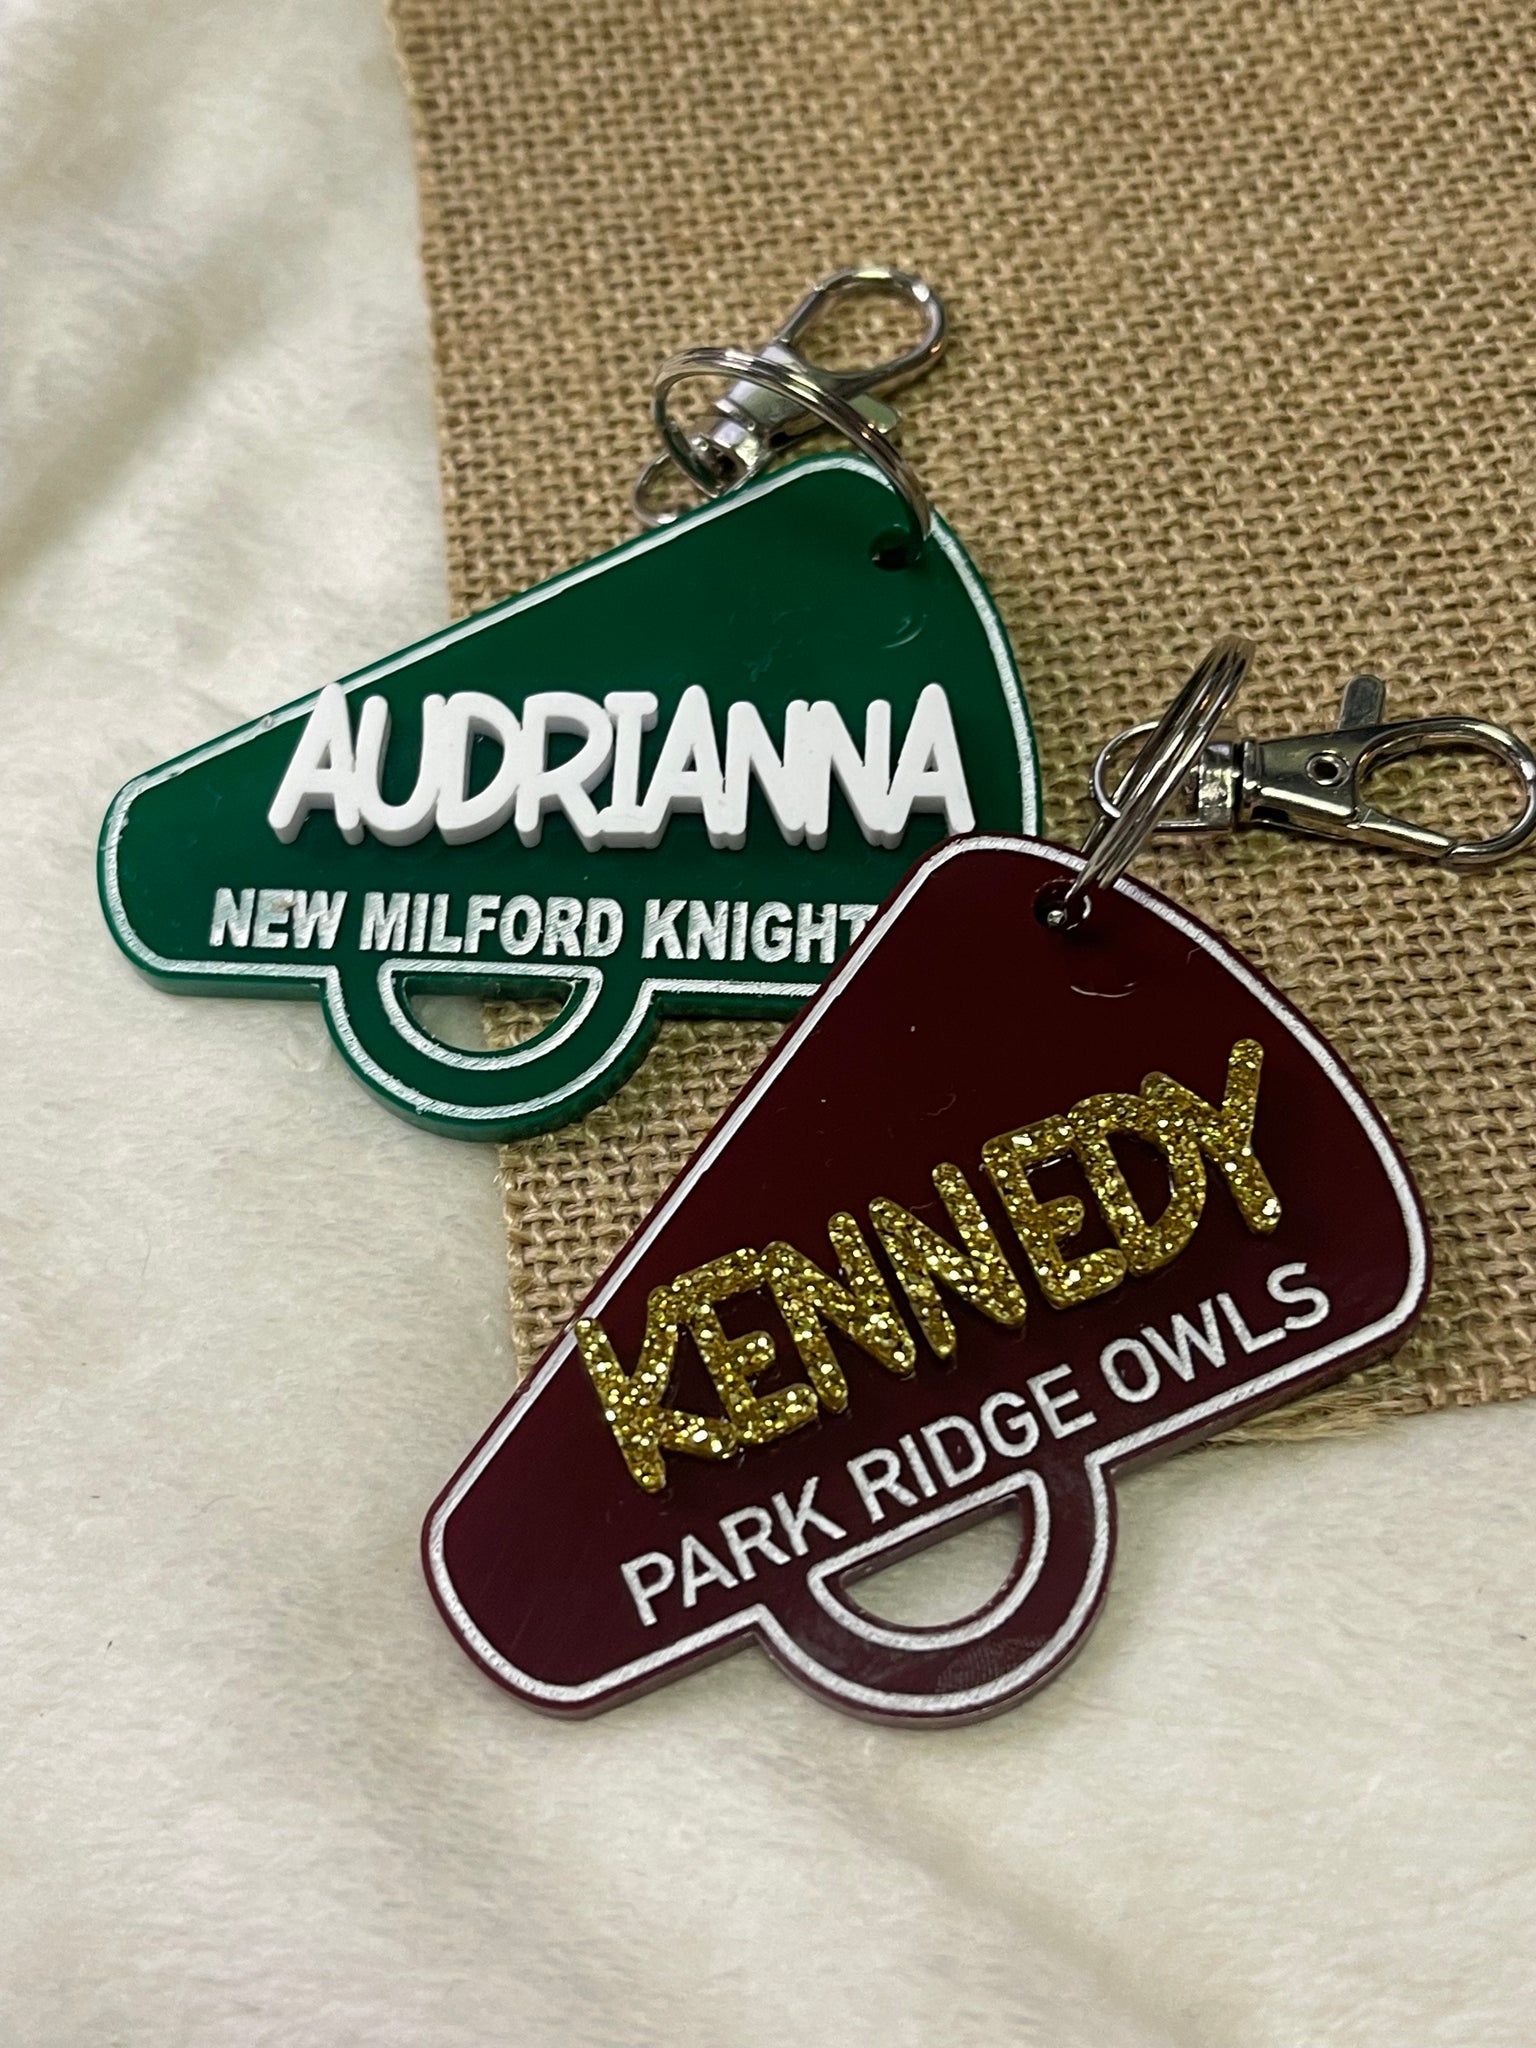 AUDRIANNA
NEW MILFORD KNIGHT
KENNEDY
PARK RIDGE OWLS